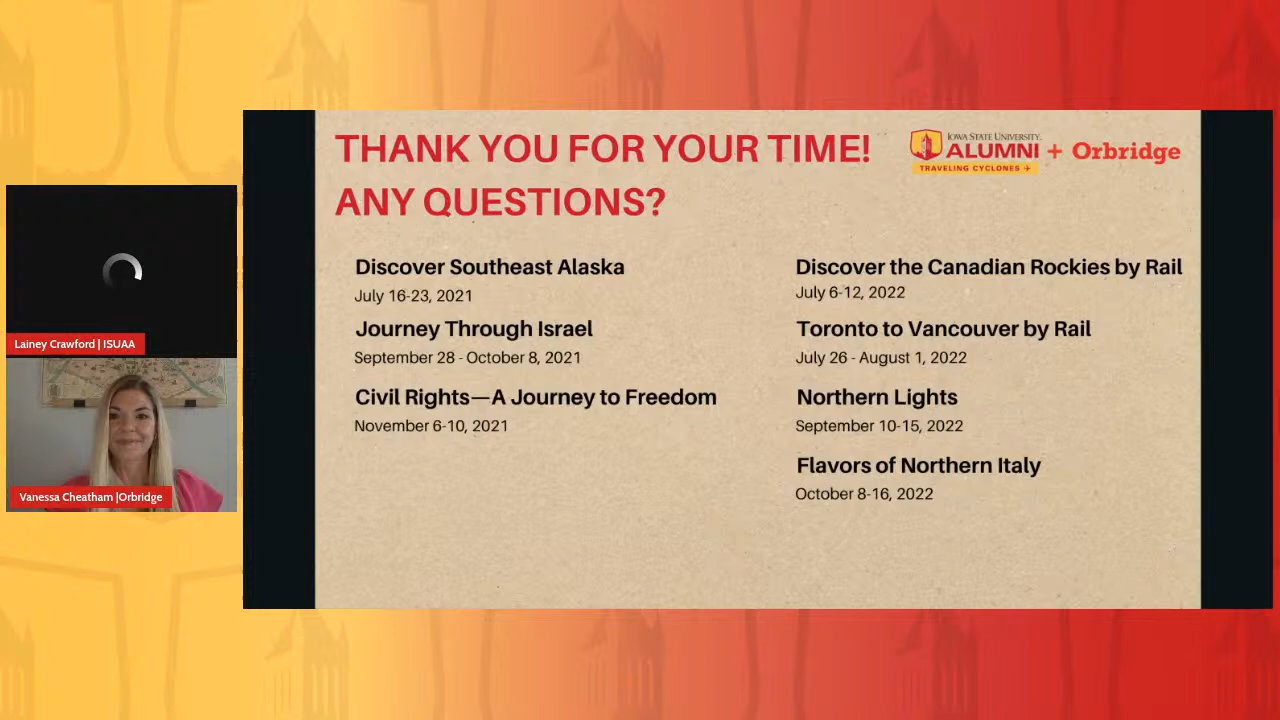 THANK YOU FOR YOUR TIME!
ANY QUESTIONS?
IOWA STATE UNIVERSITY.
ALUMNI + Orbridge
TRAVELING CYCLONES
Discover Southeast Alaska
July 16-23, 2021
Journey Through Israel
September 28 - October 8, 2021
Civil Rights—A Journey to Freedom
November 6-10, 2021
Discover the Canadian Rockies by Rail
July 6-12, 2022
Toronto to Vancouver by Rail
July 26 - August 1, 2022
Northern Lights
September 10-15, 2022
Flavors of Northern Italy
October 8-16, 2022
Lainey Crawford | ISUAA
Vanessa Cheatham |Orbridge